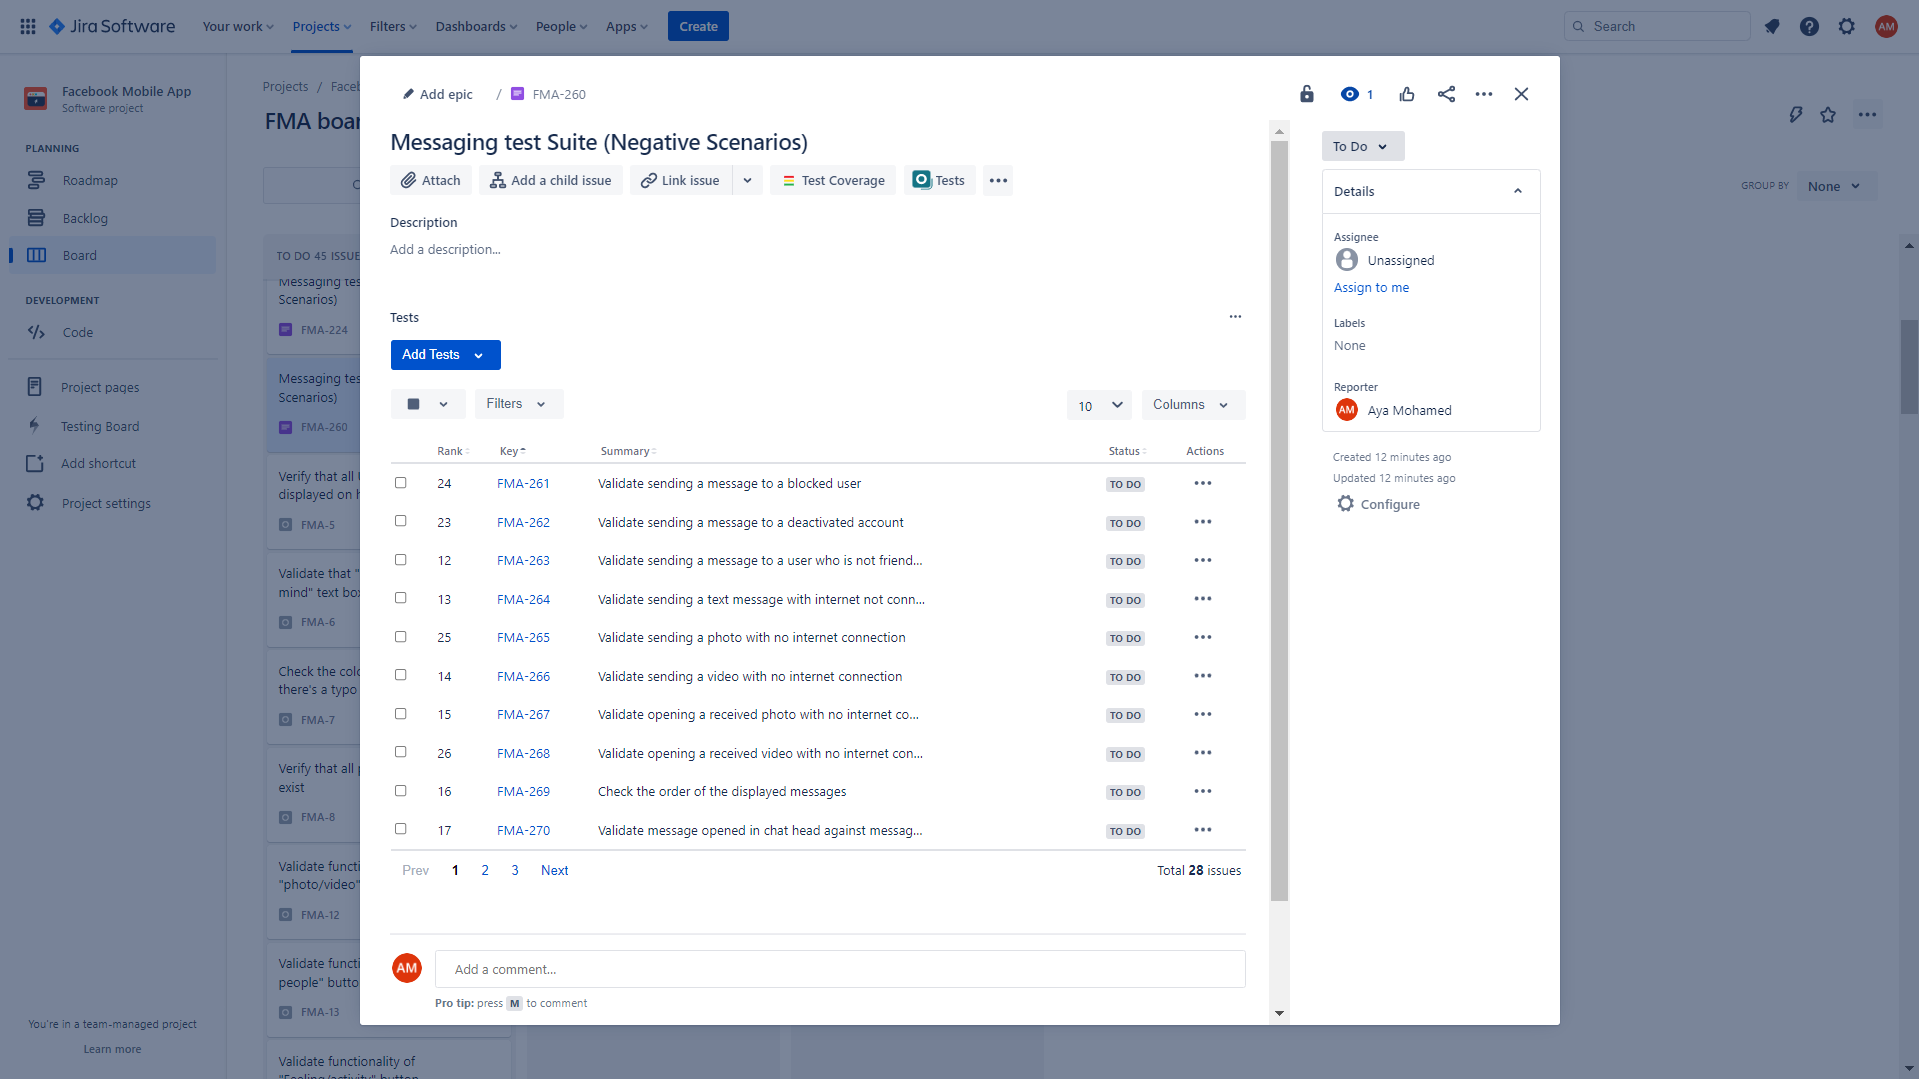 Jira Software
Your work
Projects
Filters
Dashboards
People
Apps
Create
Search
AM
Facebook Mobile App
Software project
PLANNING
Roadmap
Backlog
Board
DEVELOPMENT
Code
Project pages
Testing Board
Add shortcut
Project settings
You're in a team-managed project
Learn more
Projects / Faceb
FMA boar
GROUP BY
None
TO DO 45 ISSUE
Messaging tes
Scenarios)
FMA-224
Messaging tes
Scenarios)
FMA-260
Verify that all
displayed on h
FMA-5
Validate that "
mind" text box
FMA-6
Check the colo
there's a typo
FMA-7
Verify that all p
exist
FMA-8
Validate functi
"photo/video"
FMA-12
Validate functi
people" butto
FMA-13
Validate functionality of
"Feeling/activity" button
Add epic / FMA-260
1
Messaging test Suite (Negative Scenarios)
Attach
Add a child issue
Link issue
Test Coverage
Tests
Description
Add a description...
Tests
Add Tests
Filters
10
Columns
Rank Key Summary Status Actions
24 FMA-261 Validate sending a message to a blocked user TO DO
23 FMA-262 Validate sending a message to a deactivated account TO DO
12 FMA-263 Validate sending a message to a user who is not friend... TO DO
13 FMA-264 Validate sending a text message with internet not conn... TO DO
25 FMA-265 Validate sending a photo with no internet connection TO DO
14 FMA-266 Validate sending a video with no internet connection TO DO
15 FMA-267 Validate opening a received photo with no internet co... TO DO
26 FMA-268 Validate opening a received video with no internet con... TO DO
16 FMA-269 Check the order of the displayed messages TO DO
17 FMA-270 Validate message opened in chat head against messag... TO DO
Prev 1 2 3 Next
Total 28 issues
AM
Add a comment...
Pro tip: press M to comment
To Do
Details
Assignee
Unassigned
Assign to me
Labels
None
Reporter
AM Aya Mohamed
Created 12 minutes ago
Updated 12 minutes ago
Configure